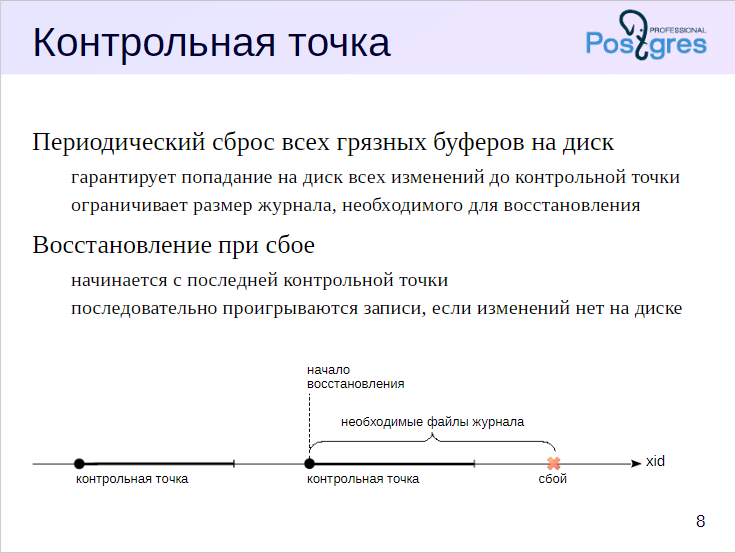 Контрольная точка
PROFESSIONAL
Postgres
Периодический сброс всех грязных буферов на диск
гарантирует попадание на диск всех изменений до контрольной точки
ограничивает размер журнала, необходимого для восстановления
Восстановление при сбое
начинается с последней контрольной точки
последовательно проигрываются записи, если изменений нет на диске
начало
восстановления
необходимые файлы журнала
xid
контрольная точка
контрольная точка
сбой
8